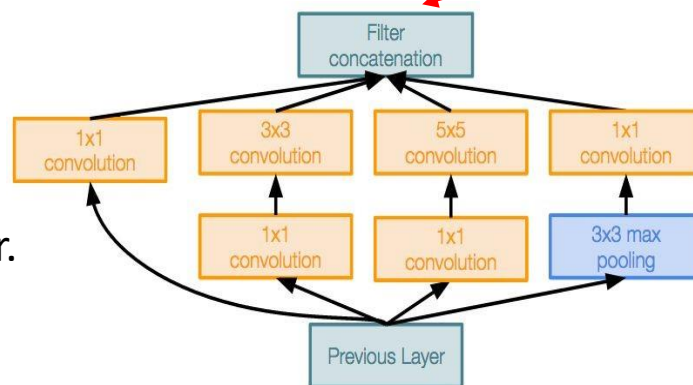 Filter
concatenation
1x1
convolution
3x3
convolution
5x5
convolution
1x1
convolution
1x1
convolution
1x1
convolution
3x3 max
pooling
r.
Previous Layer